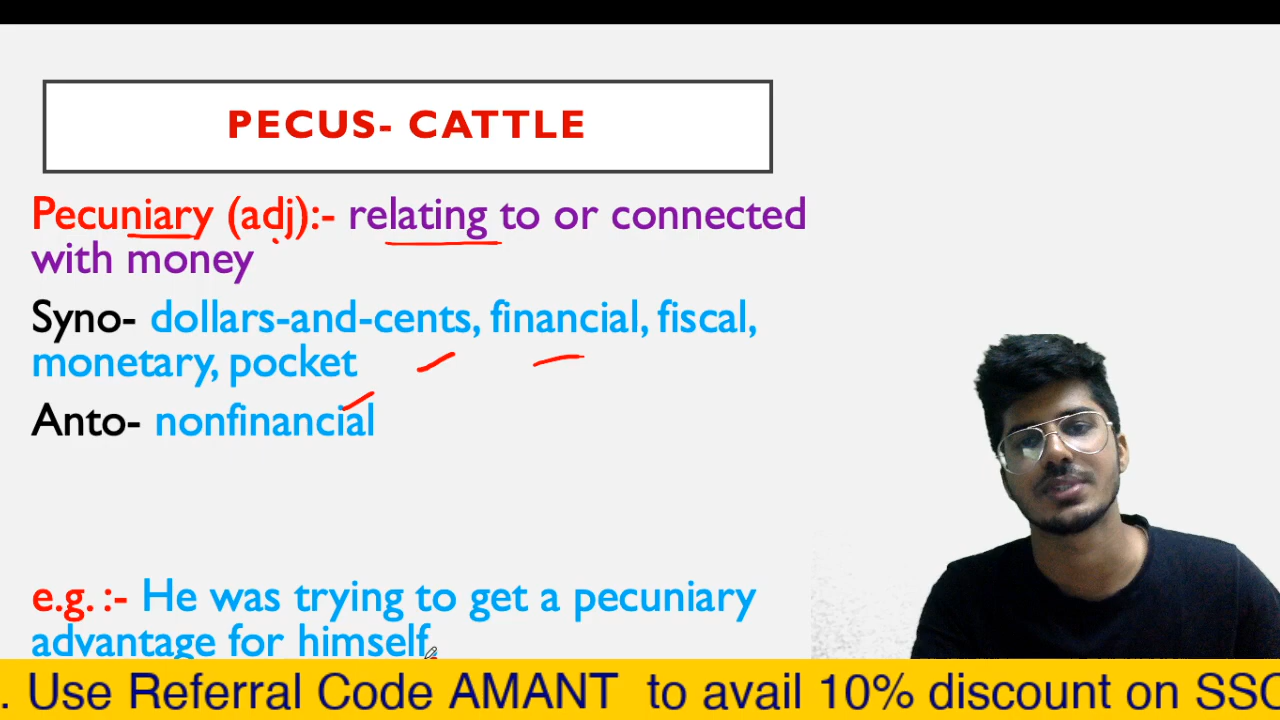 PECUS- CATTLE
Pecuniary (adj):- relating to or connected
with money
Syno- dollars-and-cents, financial, fiscal,
monetary, pocket
Anto- nonfinancial
e.g. :- He was trying to get a pecuniary
advantage for himself.
. Use Referral Code AMANT to avail 10% discount on SSC